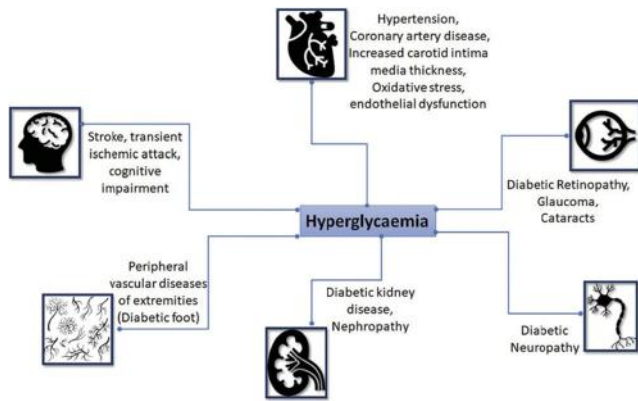 Hypertension,
Coronary artery disease,
Increased carotid intima
media thickness,
Oxidative stress,
endothelial dysfunction
Stroke, transient
ischemic attack,
cognitive
impairment
Diabetic Retinopathy,
Glaucoma,
Cataracts
Hyperglycaemia
Peripheral
vascular diseases
of extremities
(Diabetic foot)
Diabetic kidney
disease,
Nephropathy
Diabetic
Neuropathy